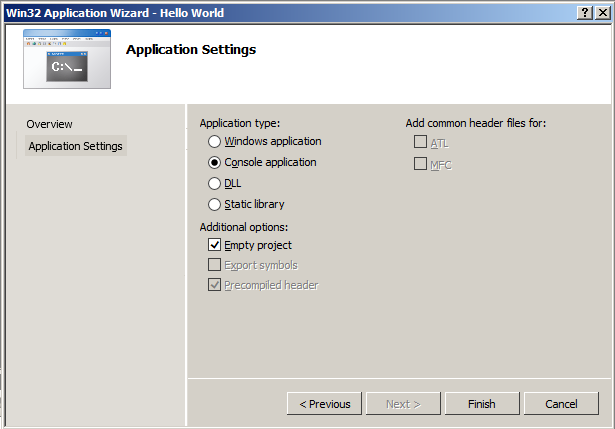 Win32 Application Wizard - Hello World
Application Settings
C:\_
Overview
Application Settings
Application type:
Windows application
Console application
DLL
Static library
Additional options:
Empty project
Export symbols
Precompiled header
Add common header files for:
ATL
MFC
< Previous
Next >
Finish
Cancel